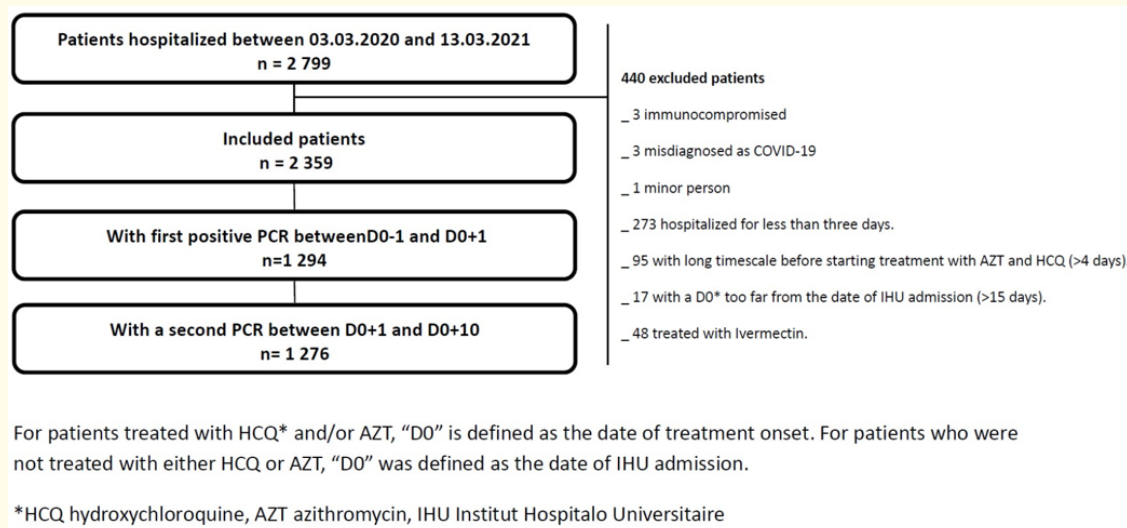 Patients hospitalized between 03.03.2020 and 13.03.2021
n = 2 799
440 excluded patients
_ 3 immunocompromised
_ 3 misdiagnosed as COVID-19
_ 1 minor person
_ 273 hospitalized for less than three days.
_ 95 with long timescale before starting treatment with AZT and HCQ (>4 days)
_ 17 with a D0* too far from the date of IHU admission (>15 days).
_ 48 treated with Ivermectin.
Included patients
n = 2 359
With first positive PCR betweenD0-1 and D0+1
n=1 294
With a second PCR between D0+1 and D0+10
n= 1 276
For patients treated with HCQ* and/or AZT, “D0” is defined as the date of treatment onset. For patients who were
not treated with either HCQ or AZT, “D0” was defined as the date of IHU admission.
*HCQ hydroxychloroquine, AZT azithromycin, IHU Institut Hospitalo Universitaire